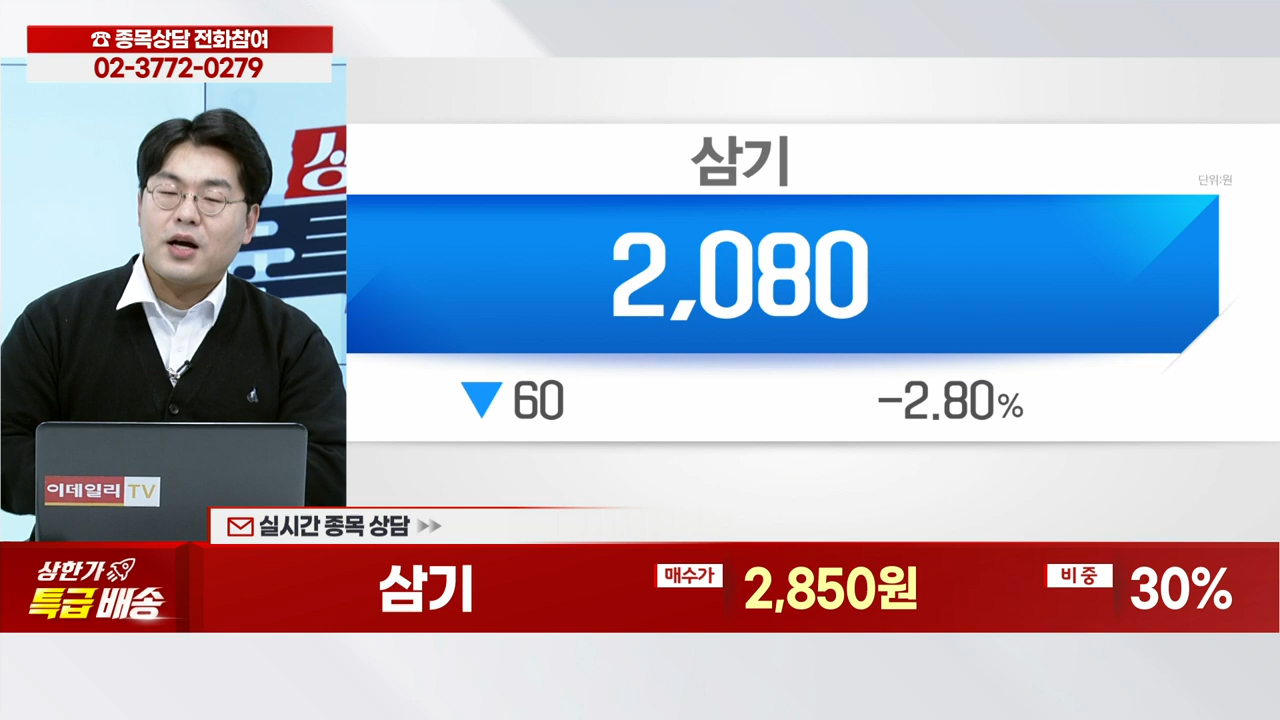 ☎ 종목상담 전화참여
02-3772-0279
상
삼기
단위:원
2,080
▼ 60 -2.80%
이데일리 TV
실시간 종목 상담
상한가
특급 배송
삼기 매수가 2,850원 비중 30%